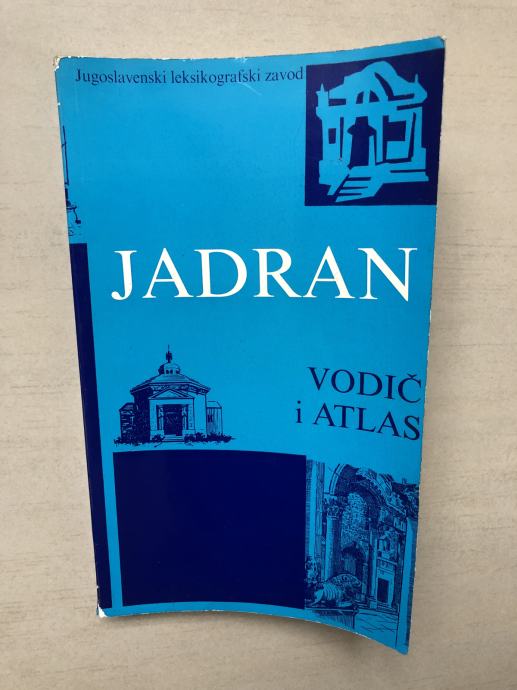 Jugoslavenski leksikografski zavod
JADRAN
VODIČ
i ATLAS